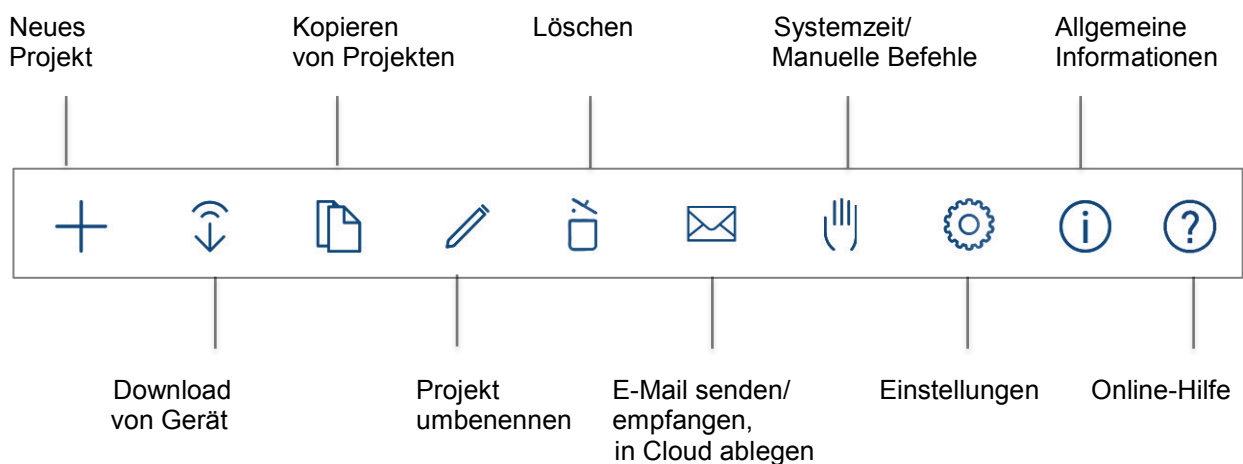 Neues
Projekt
Kopieren
von Projekten
Löschen
Systemzeit/
Manuelle Befehle
Allgemeine
Informationen
i
?
Download
von Gerät
Projekt
umbenennen
E-Mail senden/
empfangen,
in Cloud ablegen
Einstellungen
Online-Hilfe